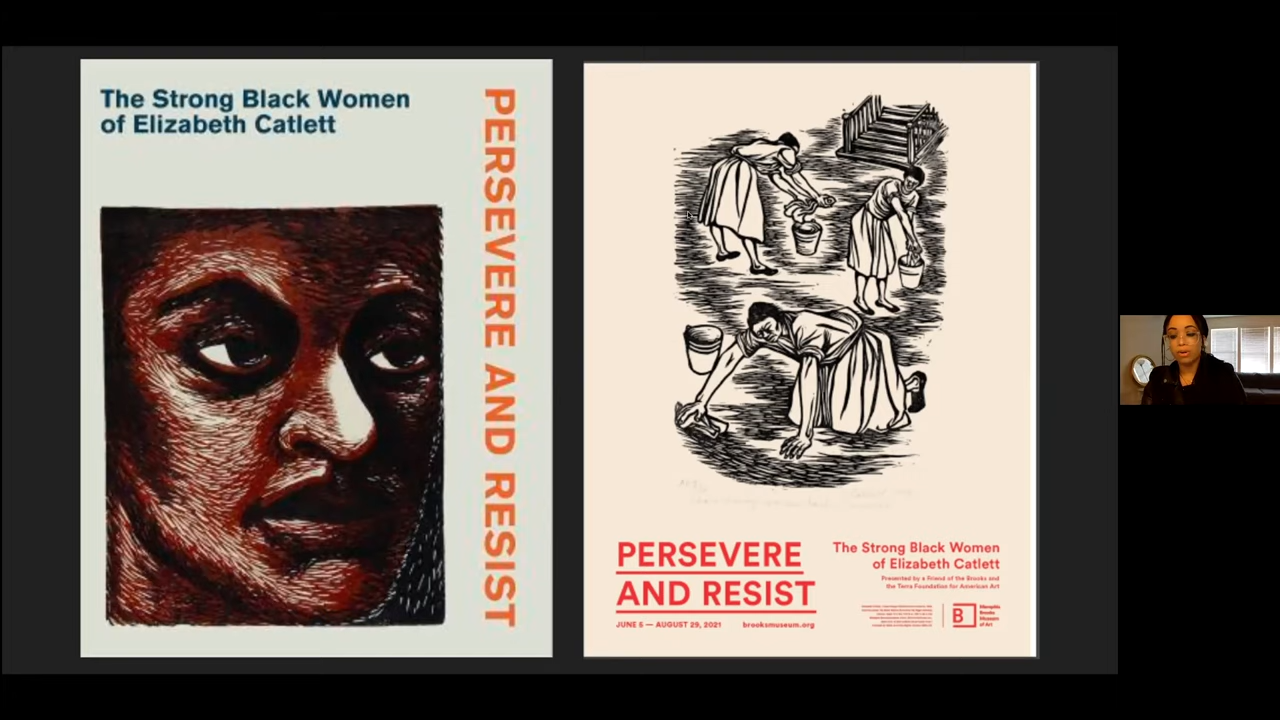 The Strong Black Women
of Elizabeth Catlett
PERSEVERE AND RESIST
PERSEVERE
AND RESIST
JUNE 5 — AUGUST 29, 2021
brooksmuseum.org
The Strong Black Women
of Elizabeth Catlett
Presented by a Friend of the Brooks and
the Terra Foundation for American Art
B
Memphis
Brooks
Museum
of Art